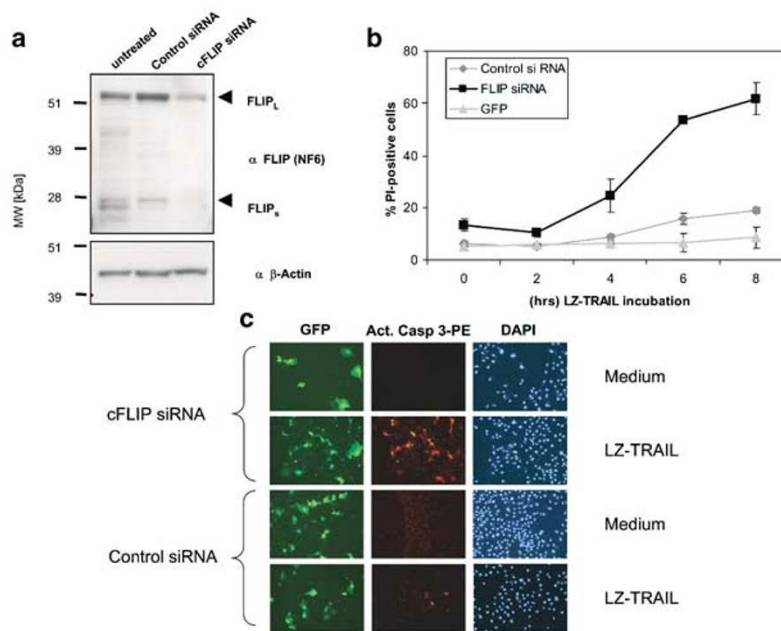 a
untreated
Control siRNA
cFLIP siRNA
MW [kDa]
51
39
28
51
39
FLIPL
α FLIP (NF6)
FLIPs
α β-Actin
b
% PI-positive cells
80
60
40
20
0
Control si RNA
FLIP siRNA
GFP
0 2 4 6 8
(hrs) LZ-TRAIL incubation
c
GFP Act. Casp 3-PE DAPI
cFLIP siRNA
Medium
LZ-TRAIL
Control siRNA
Medium
LZ-TRAIL